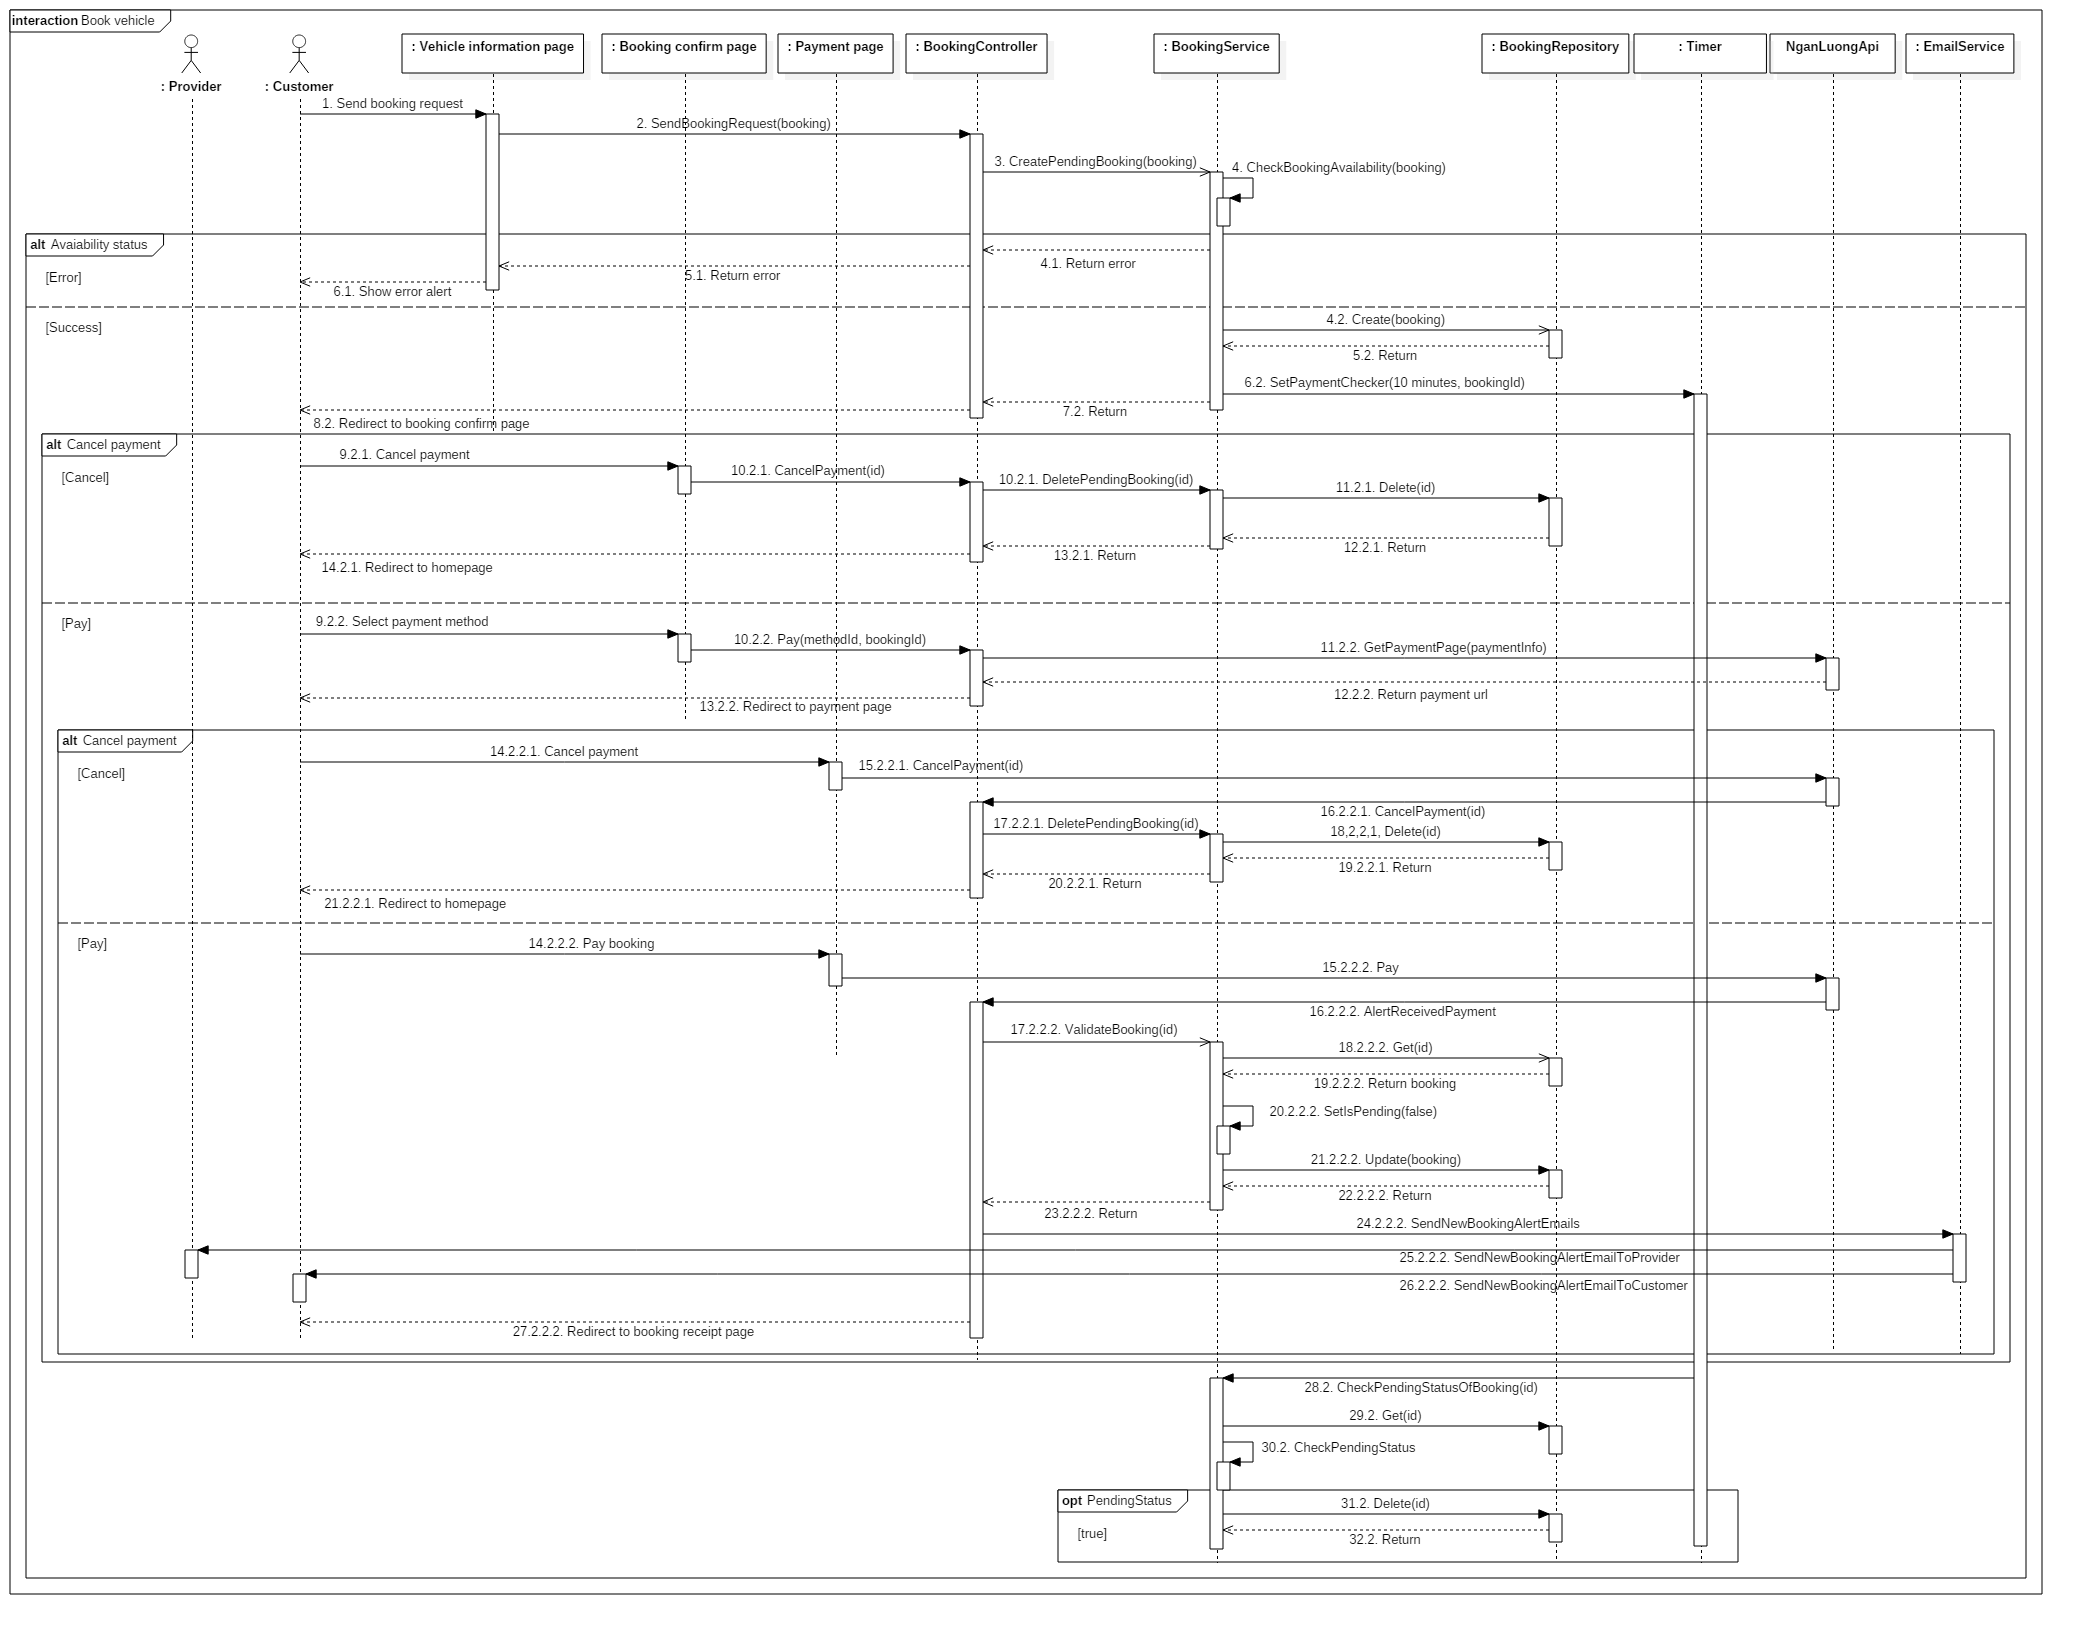 interaction Book vehicle
: Provider
: Customer
: Vehicle information page
: Booking confirm page
: Payment page
: BookingController
: BookingService
: BookingRepository
: Timer
NganLuongApi
: EmailService
1. Send booking request
2. SendBookingRequest(booking)
3. CreatePendingBooking(booking)
4. CheckBookingAvailability(booking)
alt Avaiability status
[Error]
4.1. Return error
5.1. Return error
6.1. Show error alert
[Success]
4.2. Create(booking)
5.2. Return
6.2. SetPaymentChecker(10 minutes, bookingId)
7.2. Return
8.2. Redirect to booking confirm page
alt Cancel payment
[Cancel]
9.2.1. Cancel payment
10.2.1. CancelPayment(id)
10.2.1. DeletePendingBooking(id)
11.2.1. Delete(id)
12.2.1. Return
13.2.1. Return
14.2.1. Redirect to homepage
[Pay]
9.2.2. Select payment method
10.2.2. Pay(methodId, bookingId)
11.2.2. GetPaymentPage(paymentInfo)
12.2.2. Return payment url
13.2.2. Redirect to payment page
alt Cancel payment
[Cancel]
14.2.2.1. Cancel payment
15.2.2.1. CancelPayment(id)
16.2.2.1. CancelPayment(id)
17.2.2.1. DeletePendingBooking(id)
18,2,2,1, Delete(id)
19.2.2.1. Return
20.2.2.1. Return
21.2.2.1. Redirect to homepage
[Pay]
14.2.2.2. Pay booking
15.2.2.2. Pay
16.2.2.2. AlertReceivedPayment
17.2.2.2. ValidateBooking(id)
18.2.2.2. Get(id)
19.2.2.2. Return booking
20.2.2.2. SetIsPending(false)
21.2.2.2. Update(booking)
22.2.2.2. Return
23.2.2.2. Return
24.2.2.2. SendNewBookingAlertEmails
25.2.2.2. SendNewBookingAlertEmailToProvider
26.2.2.2. SendNewBookingAlertEmailToCustomer
27.2.2.2. Redirect to booking receipt page
28.2. CheckPendingStatusOfBooking(id)
29.2. Get(id)
30.2. CheckPendingStatus
opt PendingStatus
[true]
31.2. Delete(id)
32.2. Return